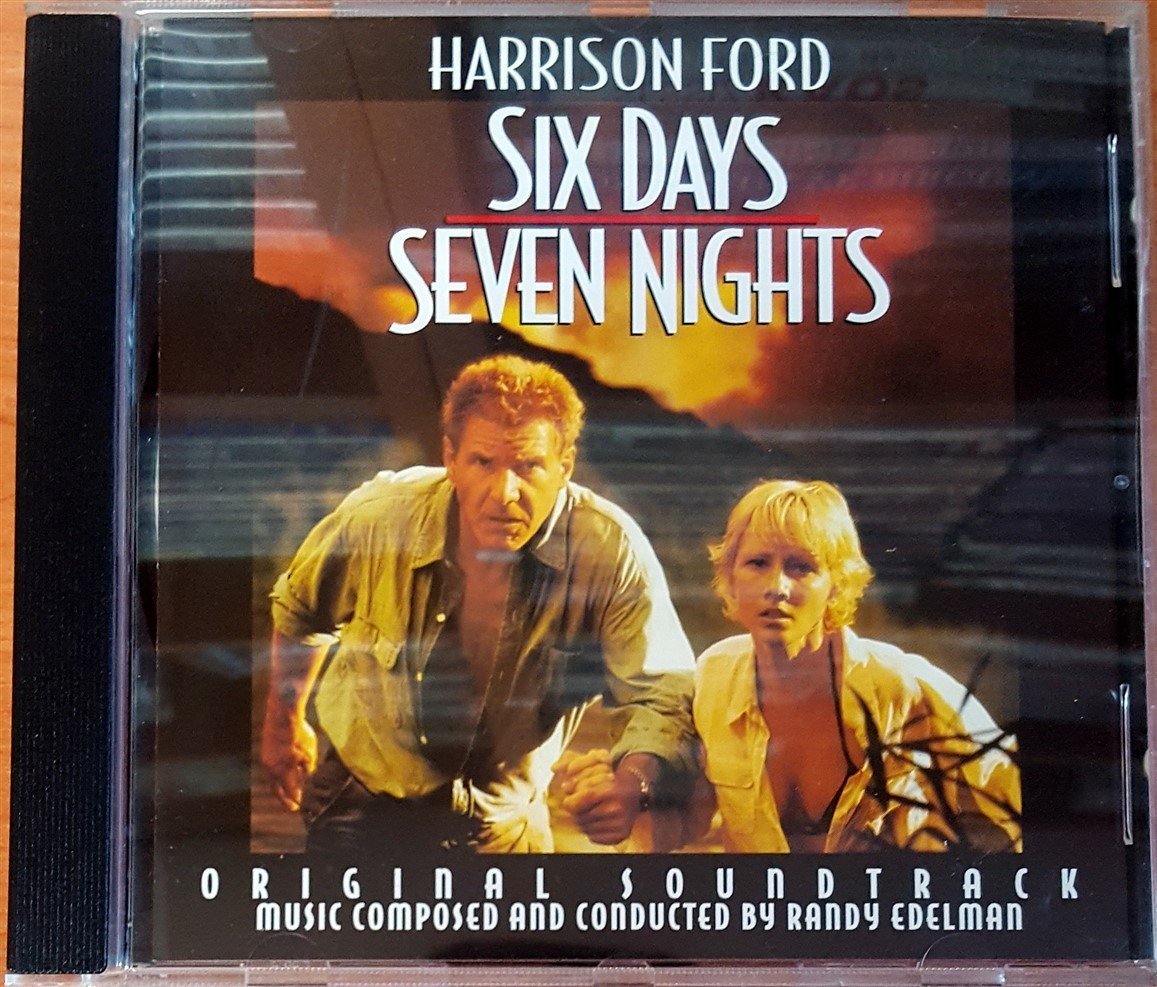 HARRISON FORD
SIX DAYS
SEVEN NIGHTS
ORIGINAL SOUNDTRACK
MUSIC COMPOSED AND CONDUCTED BY RANDY EDELMAN